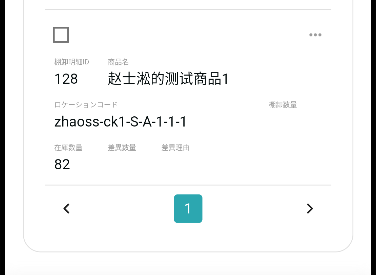 棚卸明細ID 商品名
128 赵士淞的测试商品1
ロケーションコード 確認数量
zhaoss-ck1-S-A-1-1-1
在庫数量 差異数量 差異理由
82
1